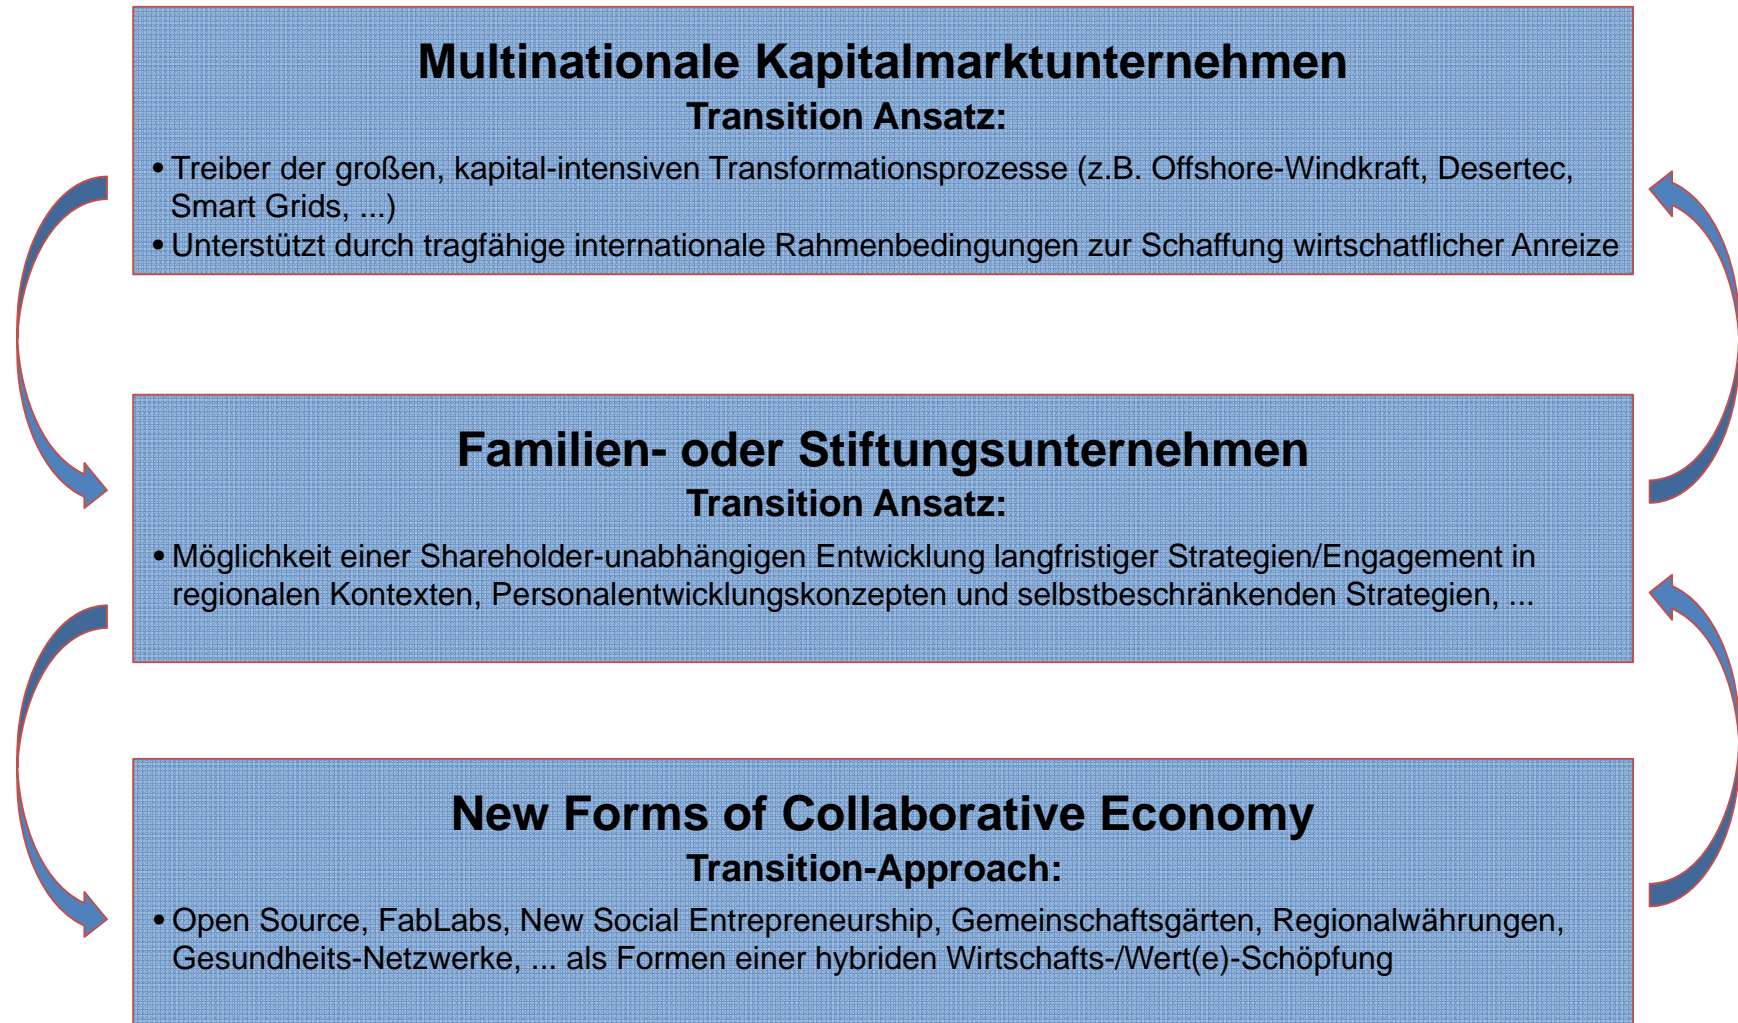 Multinationale Kapitalmarktunternehmen
Transition Ansatz:
• Treiber der großen, kapital-intensiven Transformationsprozesse (z.B. Offshore-Windkraft, Desertec,
Smart Grids, ...)
• Unterstützt durch tragfähige internationale Rahmenbedingungen zur Schaffung wirtschatflicher Anreize
Familien- oder Stiftungsunternehmen
Transition Ansatz:
• Möglichkeit einer Shareholder-unabhängigen Entwicklung langfristiger Strategien/Engagement in
regionalen Kontexten, Personalentwicklungskonzepten und selbstbeschränkenden Strategien, ...
New Forms of Collaborative Economy
Transition-Approach:
• Open Source, FabLabs, New Social Entrepreneurship, Gemeinschaftsgärten, Regionalwährungen,
Gesundheits-Netzwerke, ... als Formen einer hybriden Wirtschafts-/Wert(e)-Schöpfung